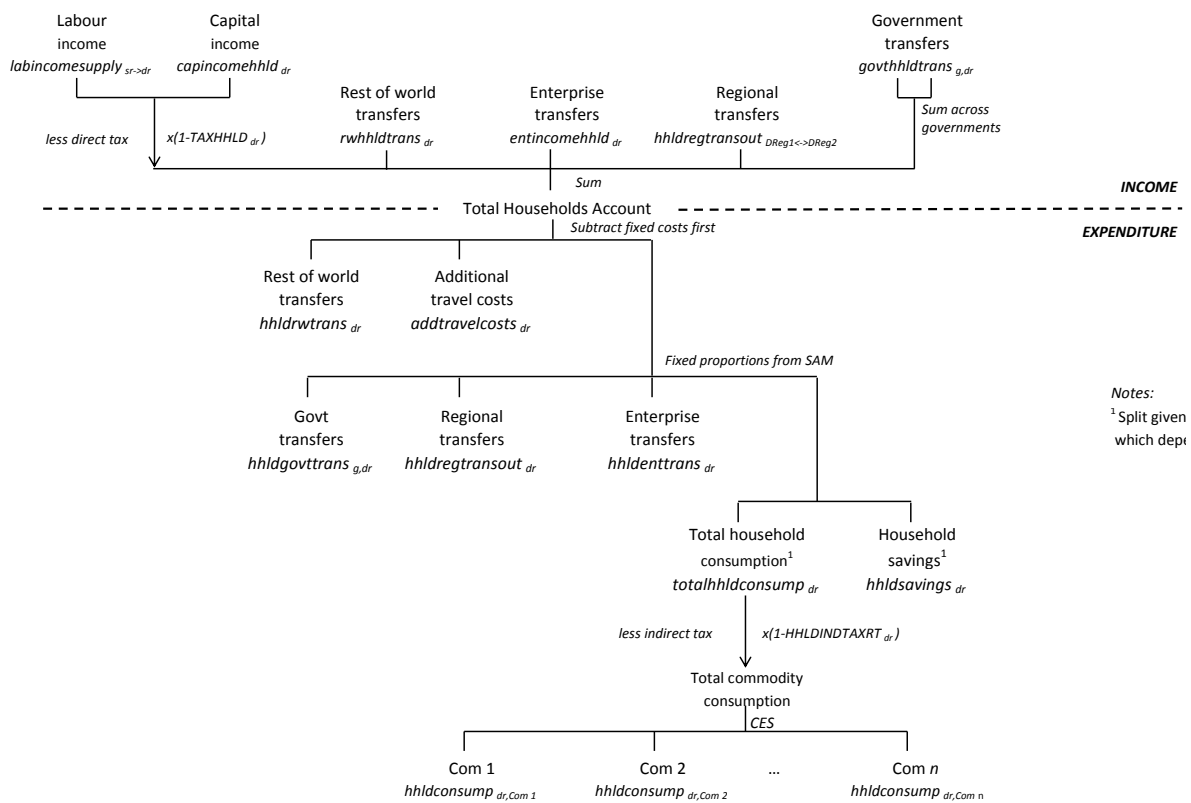 Labour
income
labincomesupply sr->dr
Capital
income
capincomehhld dr
Government
transfers
govthhldtrans g,dr
less direct tax
x(1-TAXHHLD dr)
Rest of world
transfers
rwhhldtrans dr
Enterprise
transfers
entincomehhld dr
Regional
transfers
hhldregtransout DReg1<->DReg2
Sum across
governments
Sum
INCOME
Total Households Account
Subtract fixed costs first
EXPENDITURE
Rest of world
transfers
hhldrwtrans dr
Additional
travel costs
addtravelcosts dr
Fixed proportions from SAM
Govt
transfers
hhldgovttrans g,dr
Regional
transfers
hhldregtransout dr
Enterprise
transfers
hhldenttrans dr
Notes:
1 Split given
which depe
Total household
consumption1
totalhhldconsump dr
Household
savings1
hhldsavings dr
less indirect tax
x(1-HHLDINDTAXRT dr)
Total commodity
consumption
CES
Com 1
hhldconsump dr,Com 1
Com 2
hhldconsump dr,Com 2
...
Com n
hhldconsump dr,Com n